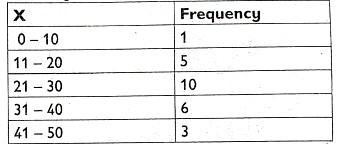 X Frequency
0 – 10 1
11 – 20 5
21 – 30 10
31 – 40 6
41 – 50 3